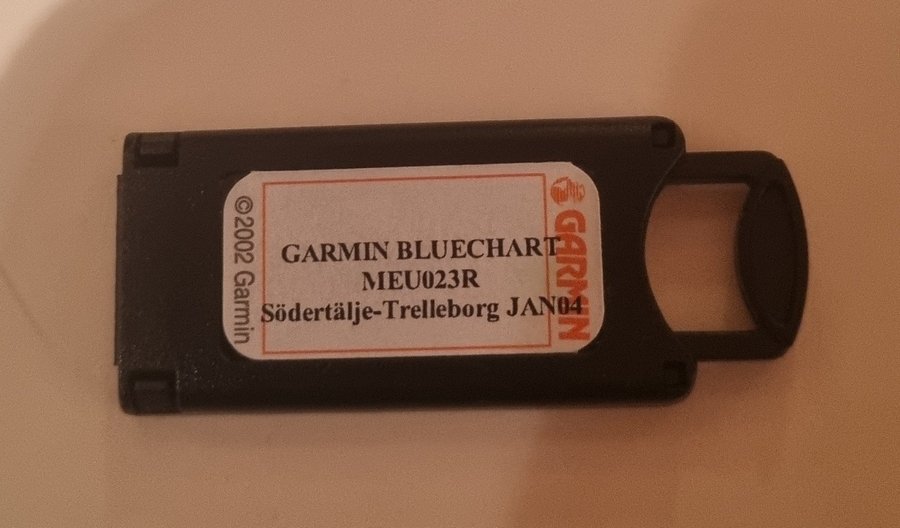 GARMIN BLUECHART
MEU023R
Södertälje-Trelleborg JAN04
©2002 Garmin
GARMIN